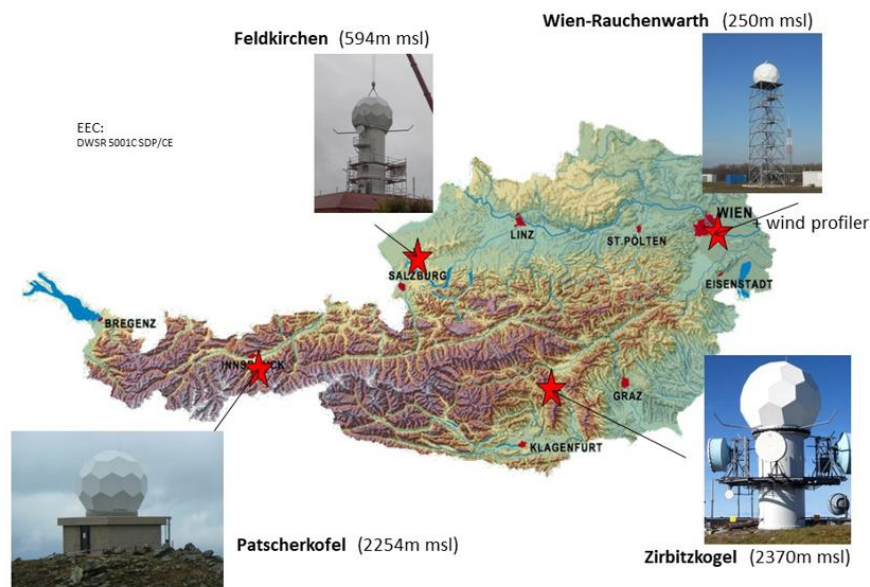 Wien-Rauchenwarth (250m msl)
Feldkirchen (594m msl)
EEC:
DWSR 5001C SDP/CE
WIEN
+ wind profiler
LINZ
ST.PÖLTEN
SALZBURG
EISENSTADT
BREGENZ
INNSBRUCK
GRAZ
KLAGENFURT
Patscherkofel (2254m msl)
Zirbitzkogel (2370m msl)